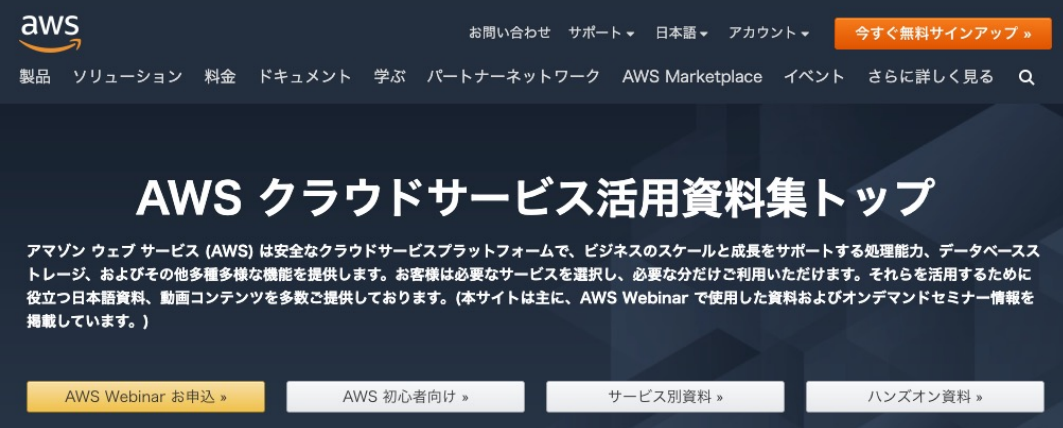 aws
お問い合わせ サポート 日本語 アカウント 今すぐ無料サインアップ »
製品 ソリューション 料金 ドキュメント 学ぶ パートナーネットワーク AWS Marketplace イベント さらに詳しく見る
AWS クラウドサービス活用資料集トップ
アマゾン ウェブ サービス (AWS) は安全なクラウドサービスプラットフォームで、ビジネスのスケールと成長をサポートする処理能力、データベースス
トレージ、およびその他多種多様な機能を提供します。お客様は必要なサービスを選択し、必要な分だけご利用いただけます。それらを活用するために
役立つ日本語資料、動画コンテンツを多数ご提供しております。(本サイトは主に、AWS Webinar で使用した資料およびオンデマンドセミナー情報を
掲載しています。)
AWS Webinar お申込 » AWS 初心者向け » サービス別資料 » ハンズオン資料 »